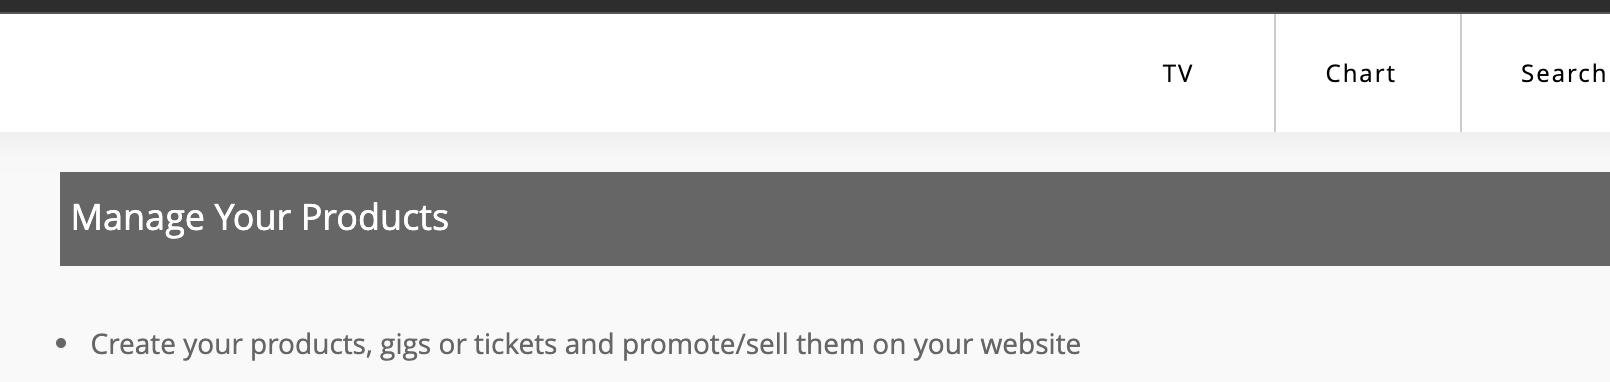 TV Chart Search
Manage Your Products
• Create your products, gigs or tickets and promote/sell them on your website